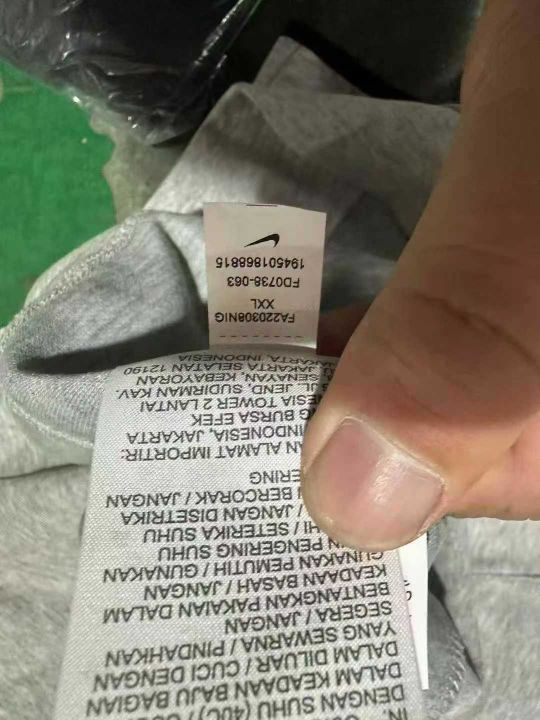 DENGAN SUHU (40C) /
DALAM KEADAAN BAJU BAGIAN
DALAM DILUAR / CUCI DENGAN
YANG SEWARNA / PINDAHKAN
SEGERA / JANGAN
BENTANGKAN PAKAIAN DALAM
KEADAAN BASAH / JANGAN
GUNAKAN PEMUTIH / GUNAKAN
PENGERING SUHU
SETERIKA SUHU
/ JANGAN DISETRIKA
BERCORAK / JANGAN
ERING
ALAMAT IMPORTIR:
INDONESIA, JAKARTA
BURSA EFEK
NESIA TOWER 2 LANTAI
JL. JEND. SUDIRMAN KAV.
SENAYAN, KEBAYORAN
JAKARTA SELATAN 12190
JAKARTA, INDONESIA
FA220308NIG
XXL
FD0738-063
194501868815